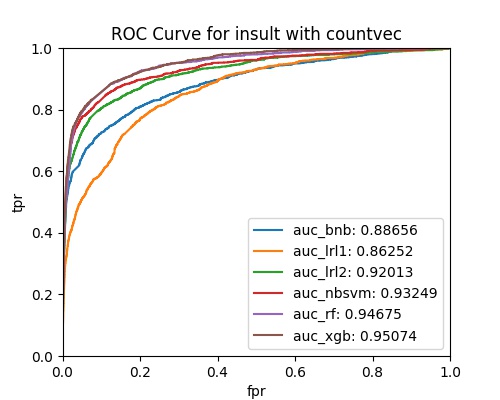 ROC Curve for insult with countvec
1.0
0.8
0.6
0.4
0.2
0.0
tpr
auc_bnb: 0.88656
auc_lrl1: 0.86252
auc_lrl2: 0.92013
auc_nbsvm: 0.93249
auc_rf: 0.94675
auc_xgb: 0.95074
0.0 0.2 0.4 0.6 0.8 1.0
fpr